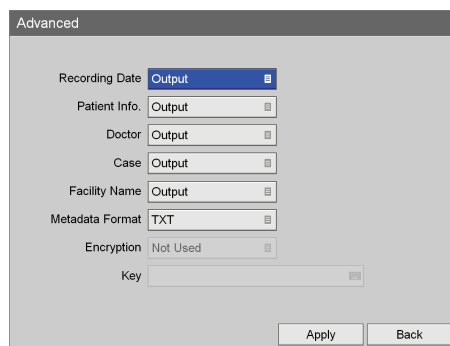 Advanced
Recording Date Output
Patient Info. Output
Doctor Output
Case Output
Facility Name Output
Metadata Format TXT
Encryption Not Used
Key
Apply Back